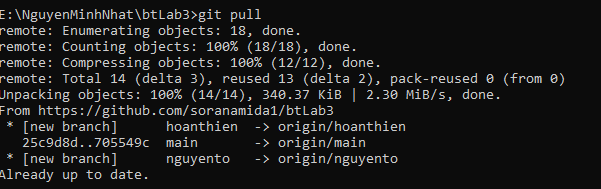 E:\NguyenMinhNhat\btLab3>git pull
remote: Enumerating objects: 18, done.
remote: Counting objects: 100% (18/18), done.
remote: Compressing objects: 100% (12/12), done.
remote: Total 14 (delta 3), reused 13 (delta 2), pack-reused 0 (from 0)
Unpacking objects: 100% (14/14), 340.37 KiB | 2.30 MiB/s, done.
From https://github.com/soranamida1/btLab3
 * [new branch]      hoanthien  -> origin/hoanthien
   25c9d8d..705549c  main       -> origin/main
 * [new branch]      nguyento   -> origin/nguyento
Already up to date.